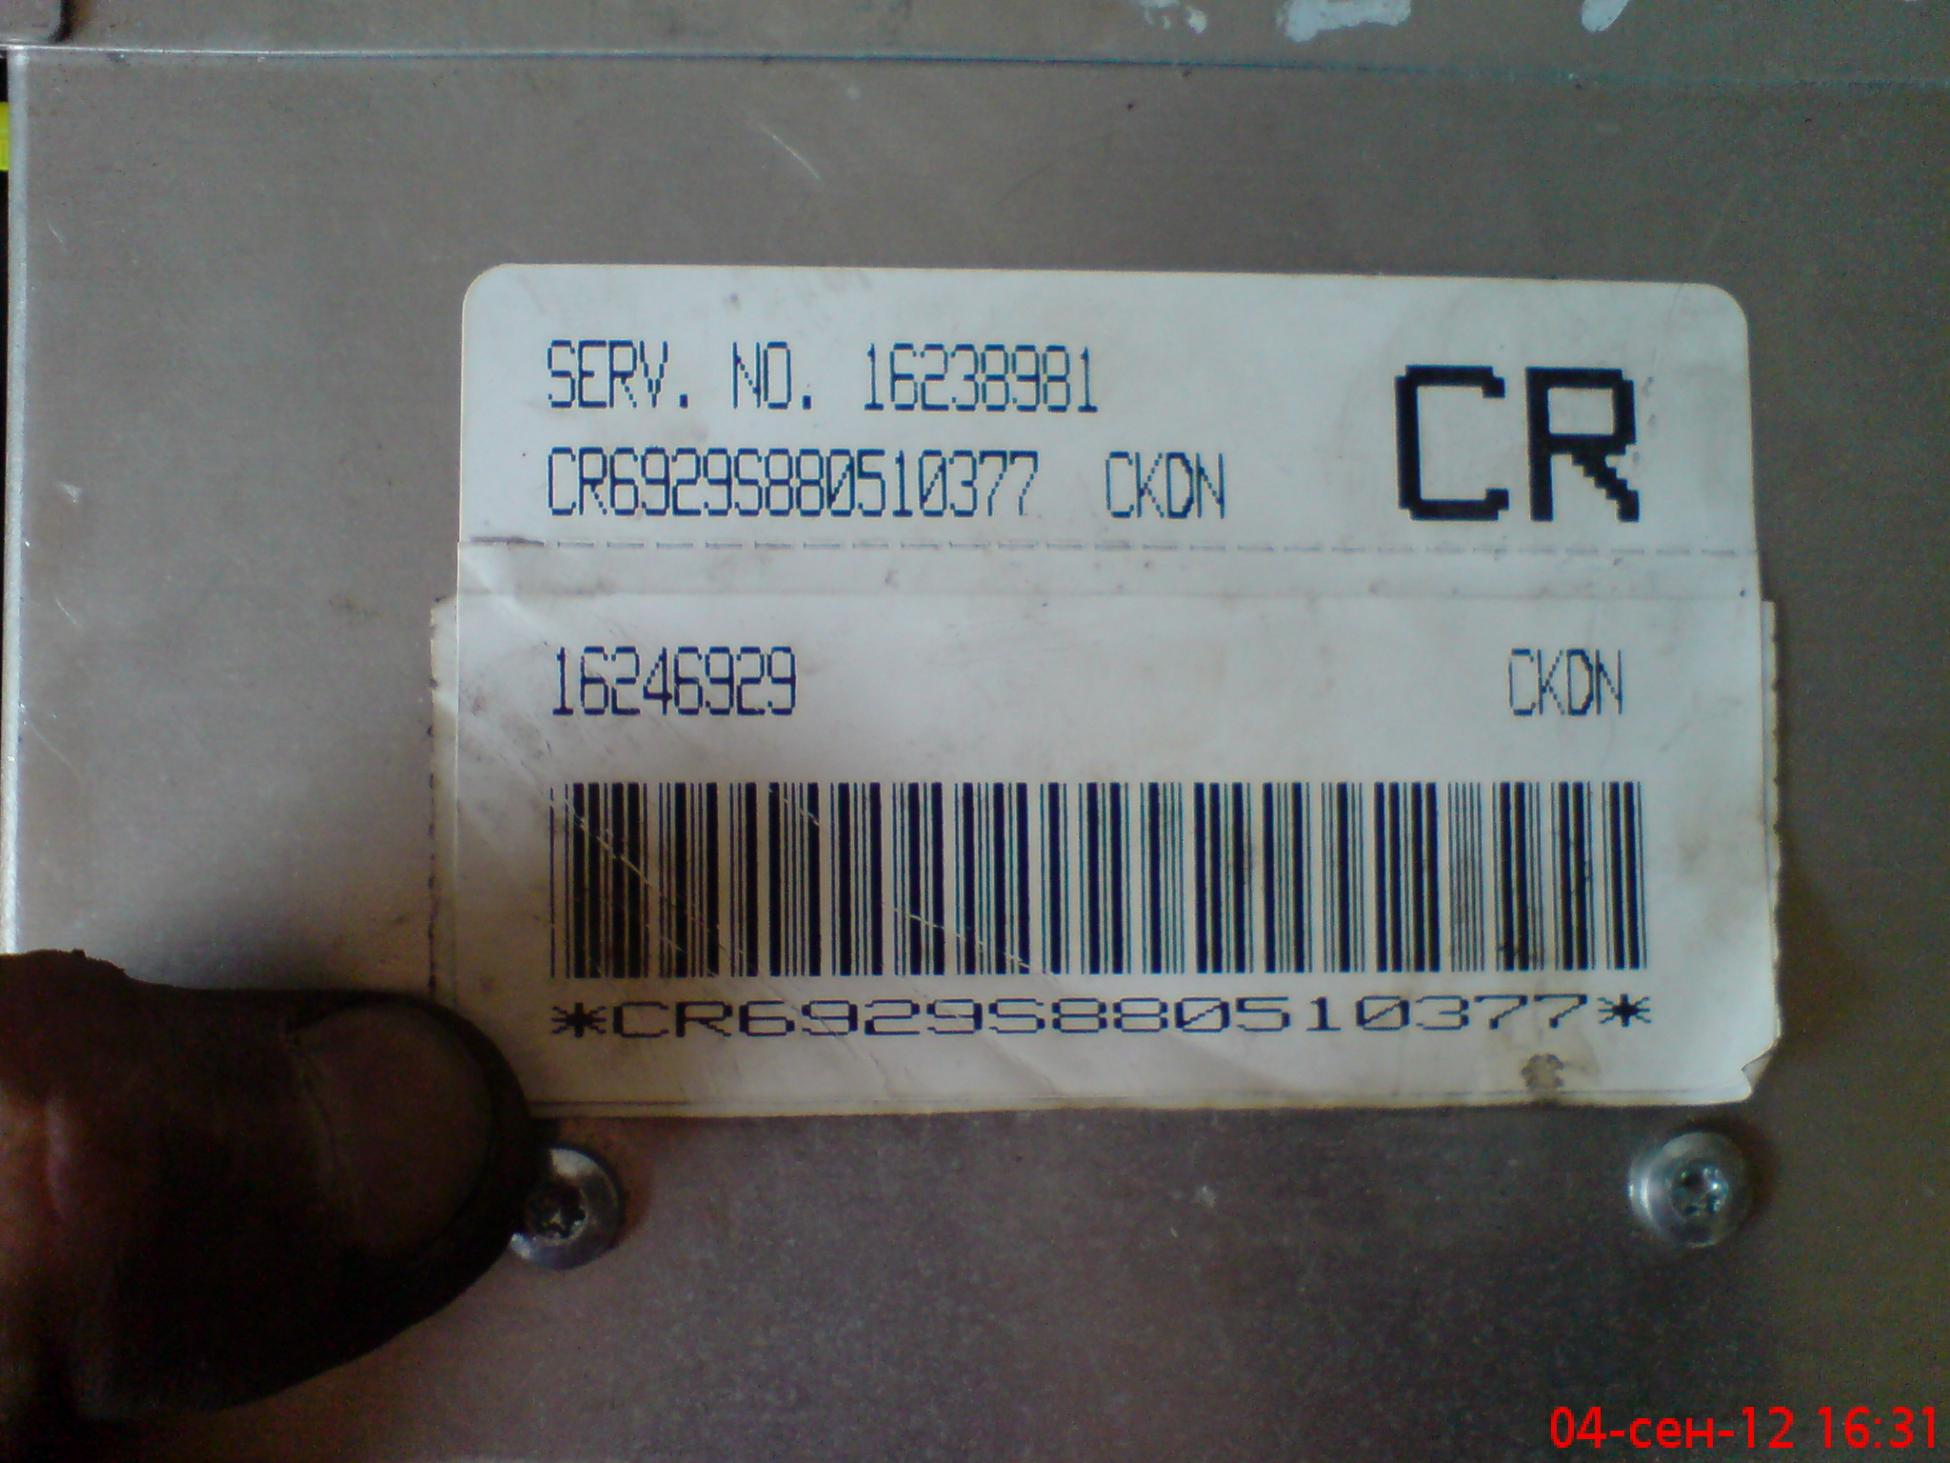 SERV. NO. 16238981
CR
CR6929S880510377 CKDN
16246929 CKDN
*CR6929S880510377*
04-сен-12 16:31